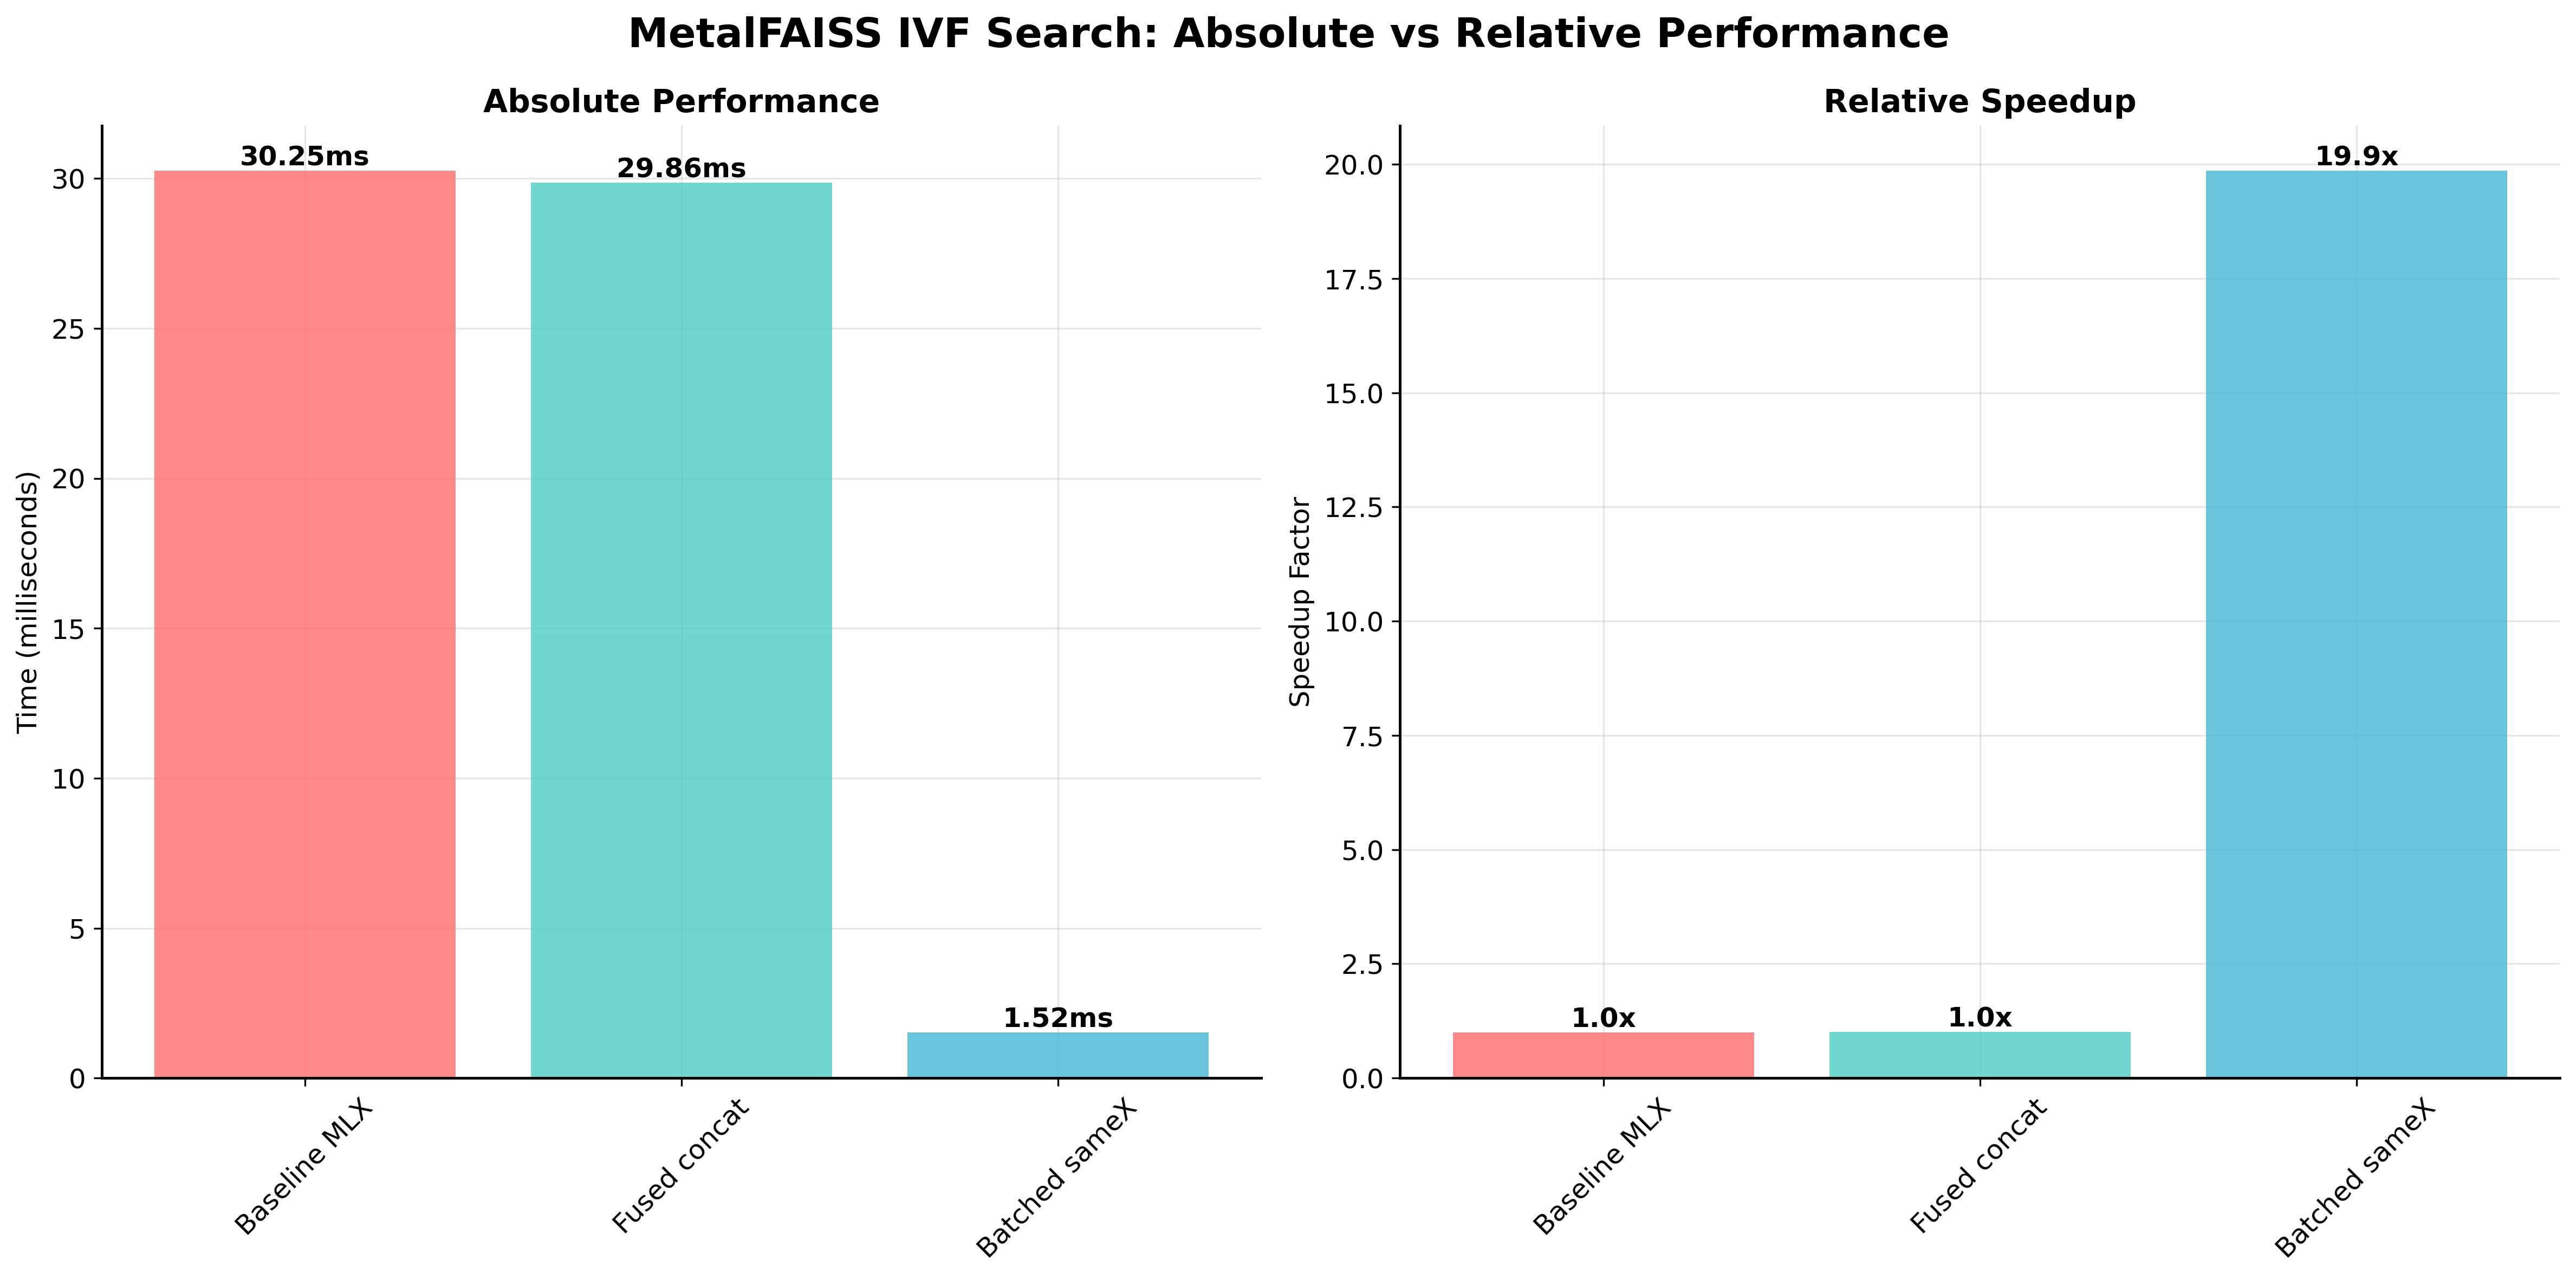 MetalFAISS IVF Search: Absolute vs Relative Performance
Absolute Performance
Time (milliseconds)
30
25
20
15
10
5
0
30.25ms
29.86ms
1.52ms
Baseline MLX
Fused concat
Batched sameX
Relative Speedup
Speedup Factor
20.0
17.5
15.0
12.5
10.0
7.5
5.0
2.5
0.0
1.0x
1.0x
19.9x
Baseline MLX
Fused concat
Batched sameX